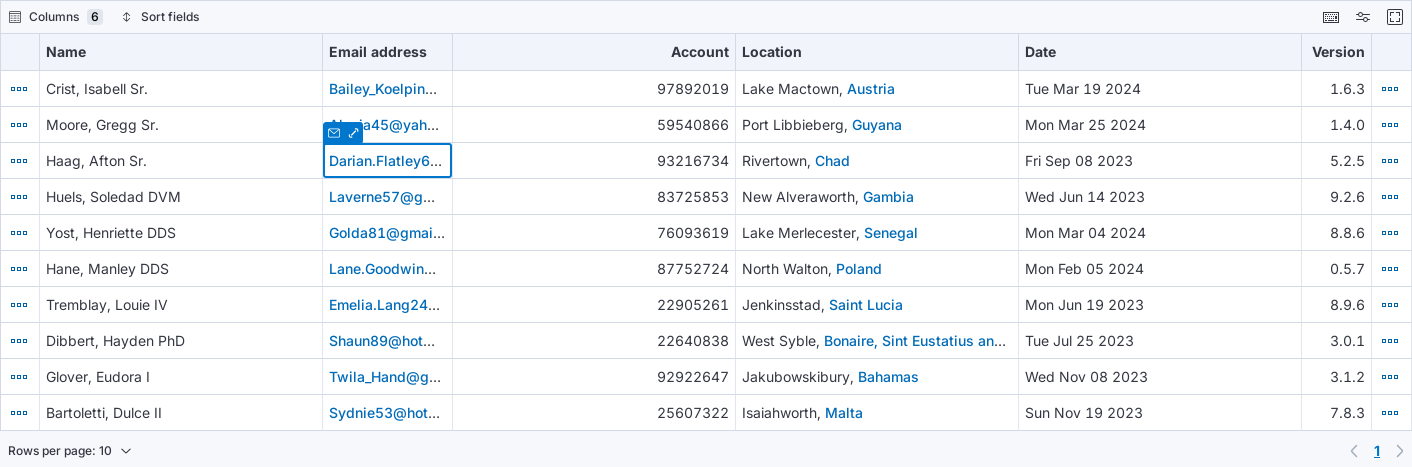 Columns 6 Sort fields
Name Email address Account Location Date Version
Crist, Isabell Sr. Bailey_Koelpin... 97892019 Lake Mactown, Austria Tue Mar 19 2024 1.6.3
Moore, Gregg Sr. 45@yah... 59540866 Port Libbieberg, Guyana Mon Mar 25 2024 1.4.0
Haag, Afton Sr. Darian.Flatley6... 93216734 Rivertown, Chad Fri Sep 08 2023 5.2.5
Huels, Soledad DVM Laverne57@g... 83725853 New Alveraworth, Gambia Wed Jun 14 2023 9.2.6
Yost, Henriette DDS Golda81@gmai... 76093619 Lake Merlecester, Senegal Mon Mar 04 2024 8.8.6
Hane, Manley DDS Lane.Goodwin... 87752724 North Walton, Poland Mon Feb 05 2024 0.5.7
Tremblay, Louie IV Emelia.Lang24... 22905261 Jenkinsstad, Saint Lucia Mon Jun 19 2023 8.9.6
Dibbert, Hayden PhD Shaun89@hot... 22640838 West Syble, Bonaire, Sint Eustatius an... Tue Jul 25 2023 3.0.1
Glover, Eudora I Twila_Hand@g... 92922647 Jakubowskibury, Bahamas Wed Nov 08 2023 3.1.2
Bartoletti, Dulce II Sydnie53@hot... 25607322 Isaiahworth, Malta Sun Nov 19 2023 7.8.3
Rows per page: 10 1